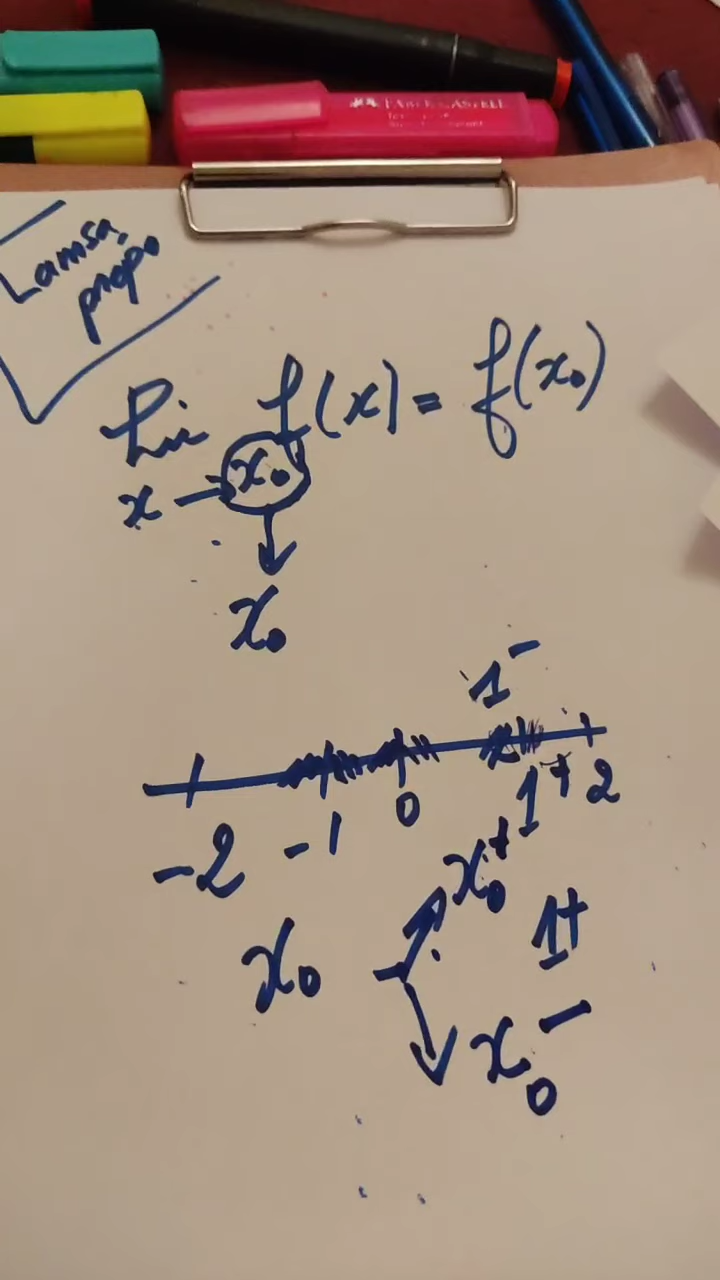 FABER-CASTELL
Lamsa,
propo
Lim f(x) = f(x₀)
x → x₀
x₀
1⁻
-2 -1 0 1⁺ 2
x₀⁺
x₀
1⁺
x₀⁻